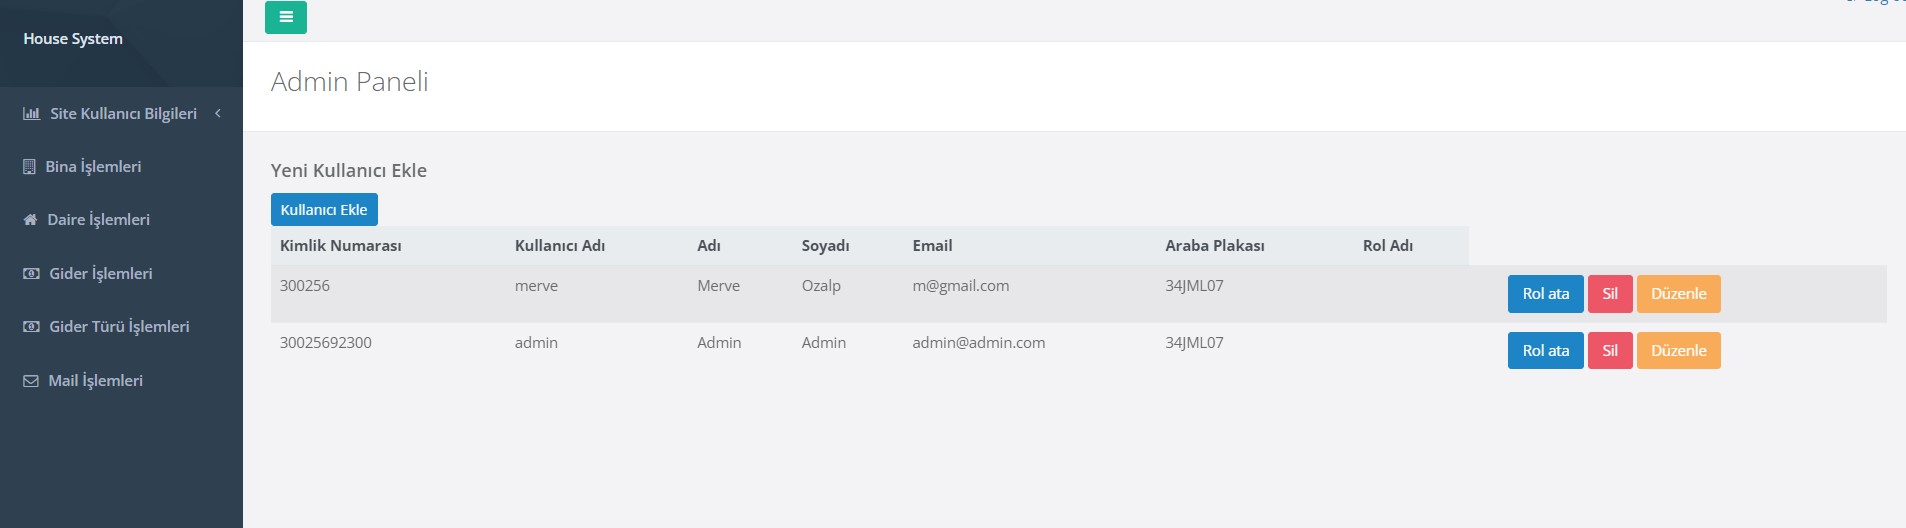 House System
Site Kullanıcı Bilgileri
Bina İşlemleri
Daire İşlemleri
Gider İşlemleri
Gider Türü İşlemleri
Mail İşlemleri
Admin Paneli
Yeni Kullanıcı Ekle
Kullanıcı Ekle
Kimlik Numarası Kullanıcı Adı Adı Soyadı Email Araba Plakası Rol Adı
300256 merve Merve Ozalp m@gmail.com 34JML07 Rol ata Sil Düzenle
30025692300 admin Admin Admin admin@admin.com 34JML07 Rol ata Sil Düzenle